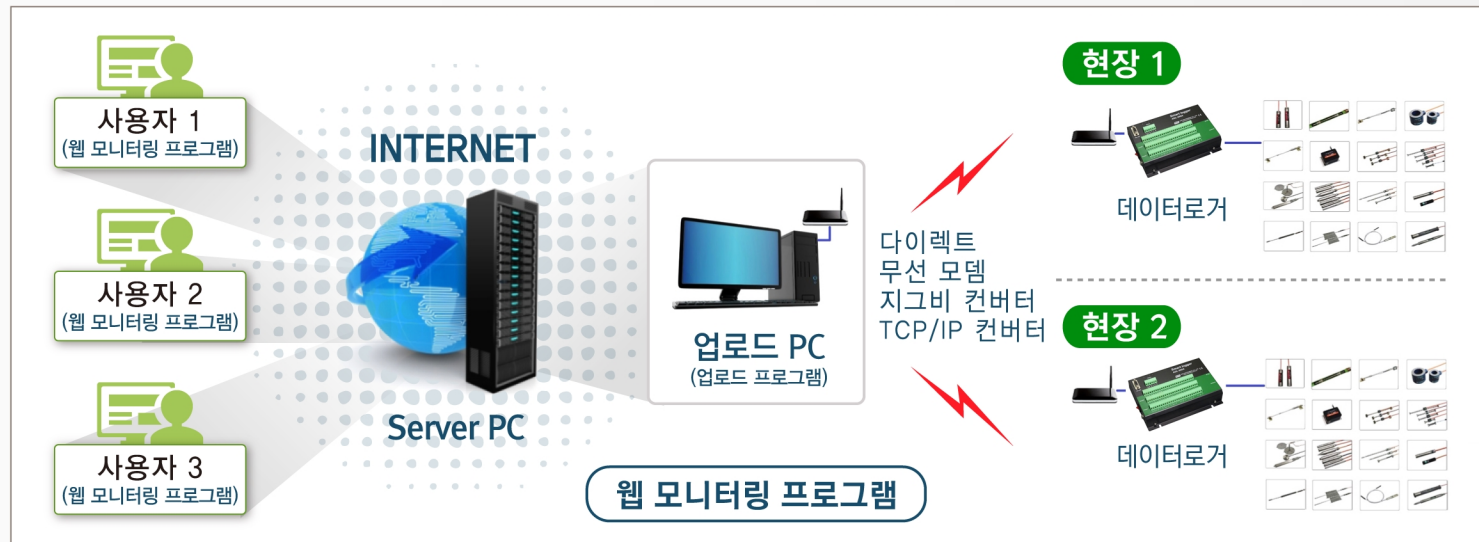 사용자 1
(웹 모니터링 프로그램)
사용자 2
(웹 모니터링 프로그램)
사용자 3
(웹 모니터링 프로그램)
INTERNET
Server PC
업로드 PC
(업로드 프로그램)
다이렉트
무선 모뎀
지그비 컨버터
TCP/IP 컨버터
현장 1
데이터로거
현장 2
데이터로거
웹 모니터링 프로그램